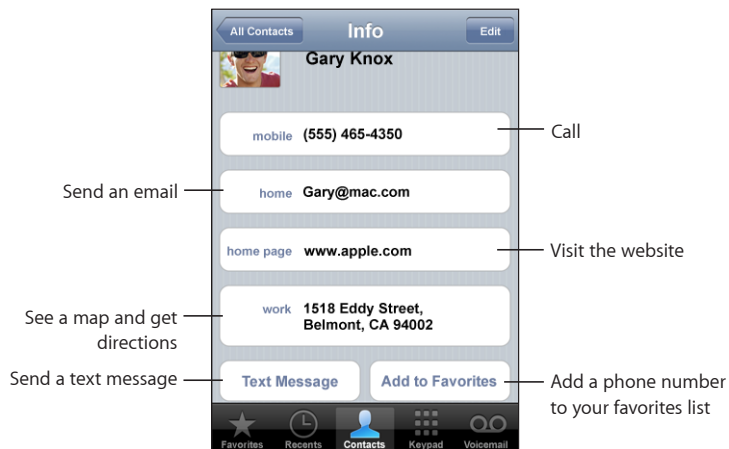 All Contacts
Info
Edit
Gary Knox
mobile (555) 465-4350
Call
Send an email
home Gary@mac.com
home page www.apple.com
Visit the website
See a map and get
directions
work 1518 Eddy Street,
Belmont, CA 94002
Send a text message
Text Message
Add to Favorites
Add a phone number
to your favorites list
Favorites
Recents
Contacts
Keypad
Voicemail